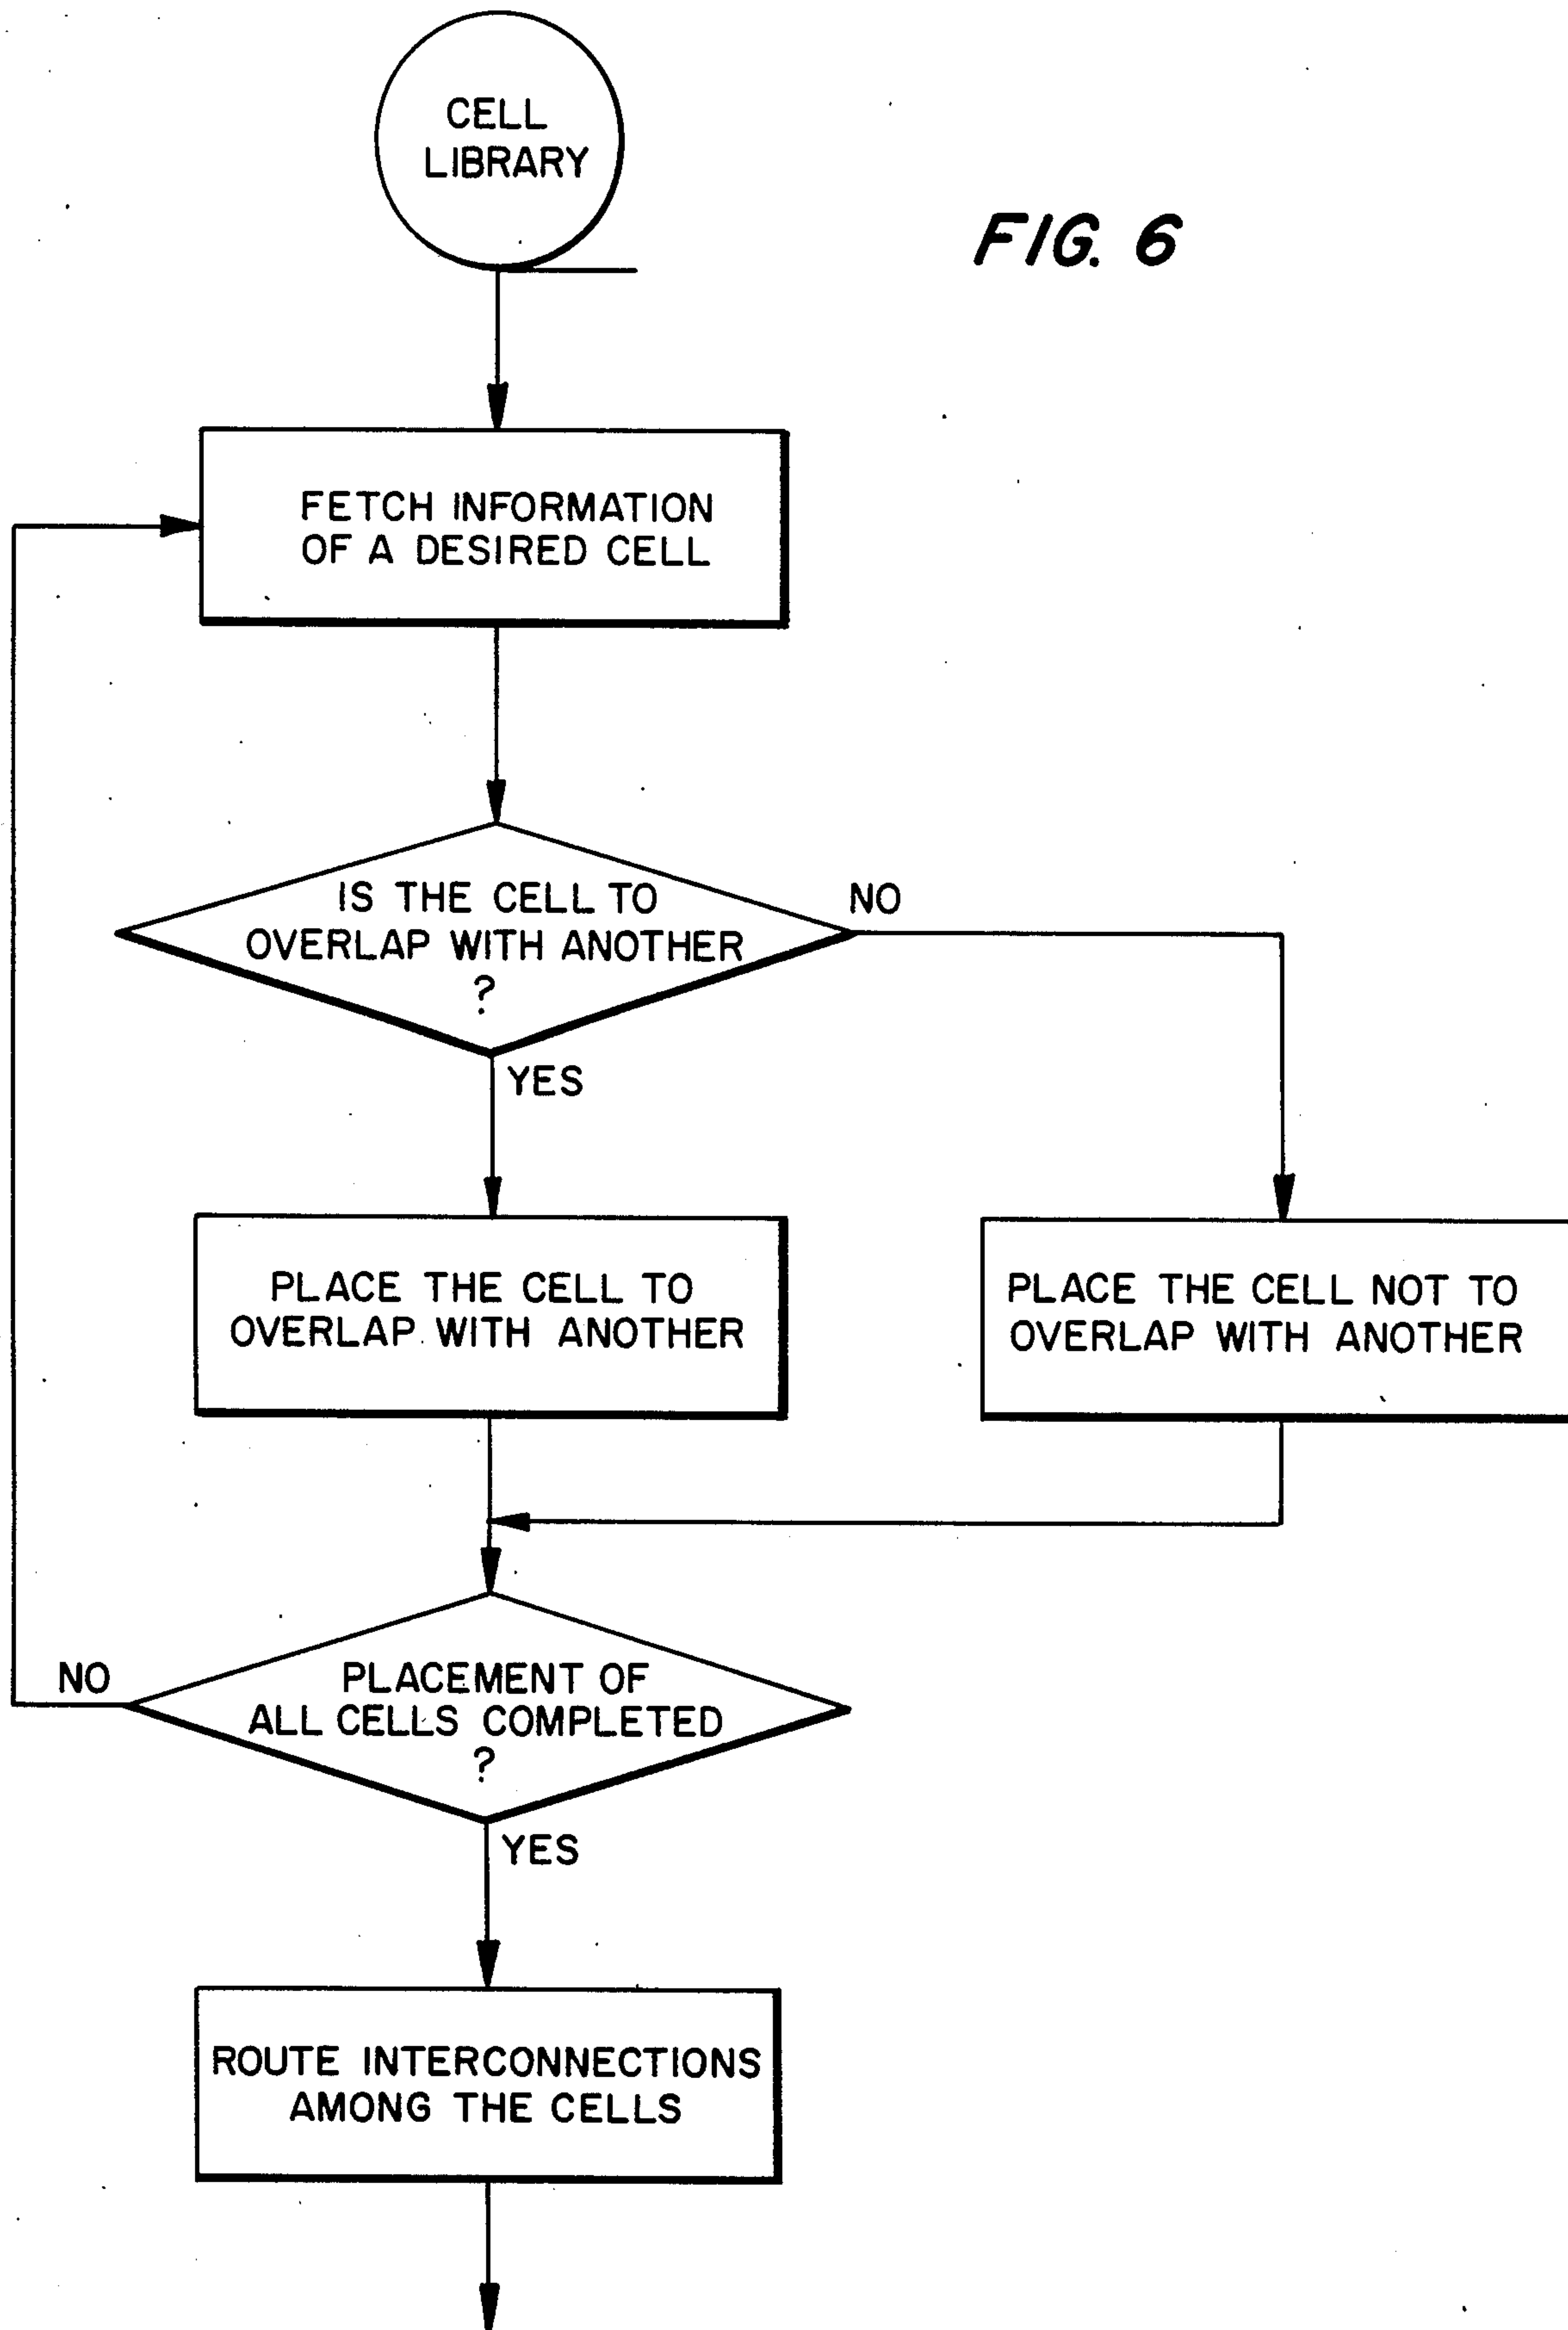 CELL
LIBRARY
FIG. 6
FETCH INFORMATION
OF A DESIRED CELL
IS THE CELL TO
OVERLAP WITH ANOTHER
?
NO
YES
PLACE THE CELL TO
OVERLAP WITH ANOTHER
PLACE THE CELL NOT TO
OVERLAP WITH ANOTHER
NO
PLACEMENT OF
ALL CELLS COMPLETED
?
YES
ROUTE INTERCONNECTIONS
AMONG THE CELLS